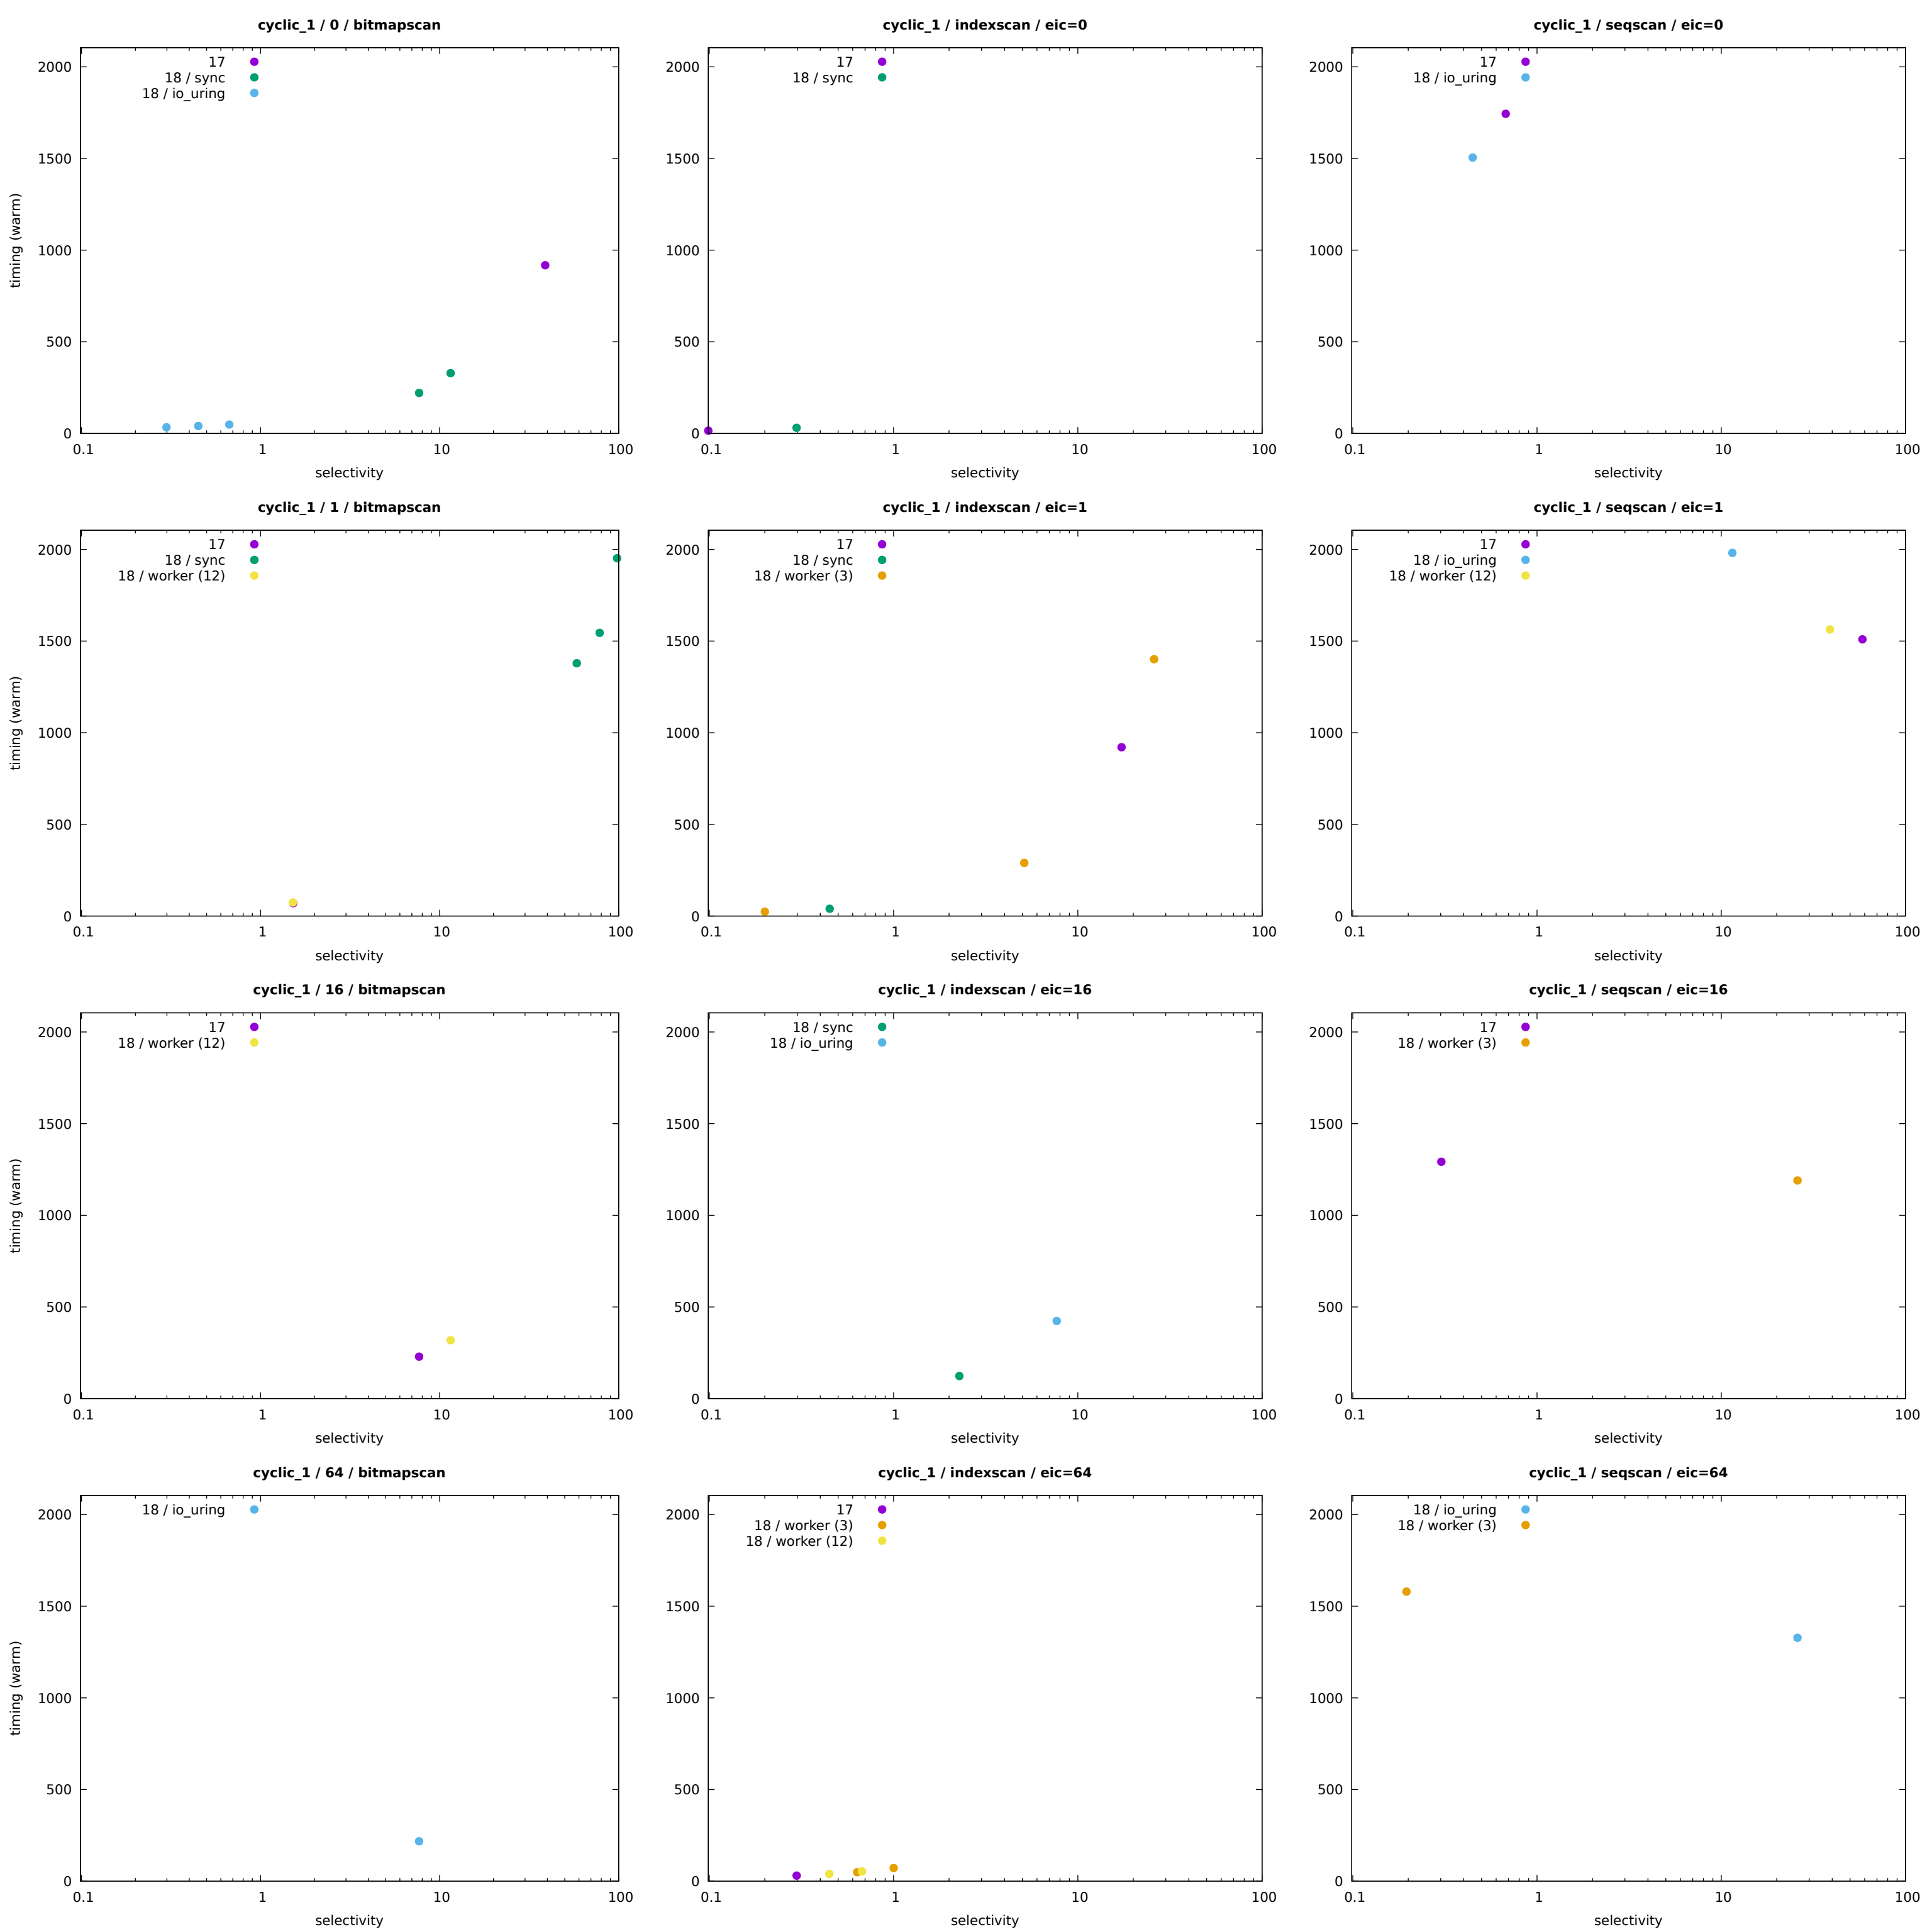 cyclic_1 / 0 / bitmapscan
17
18 / sync
18 / io_uring
2000
1500
1000
500
0
0.1 1 10 100
timing (warm)
selectivity
cyclic_1 / indexscan / eic=0
17
18 / sync
2000
1500
1000
500
0
0.1 1 10 100
selectivity
cyclic_1 / seqscan / eic=0
17
18 / io_uring
2000
1500
1000
500
0
0.1 1 10 100
selectivity
cyclic_1 / 1 / bitmapscan
17
18 / sync
18 / worker (12)
2000
1500
1000
500
0
0.1 1 10 100
timing (warm)
selectivity
cyclic_1 / indexscan / eic=1
17
18 / sync
18 / worker (3)
2000
1500
1000
500
0
0.1 1 10 100
selectivity
cyclic_1 / seqscan / eic=1
17
18 / io_uring
18 / worker (12)
2000
1500
1000
500
0
0.1 1 10 100
selectivity
cyclic_1 / 16 / bitmapscan
17
18 / worker (12)
2000
1500
1000
500
0
0.1 1 10 100
timing (warm)
selectivity
cyclic_1 / indexscan / eic=16
18 / sync
18 / io_uring
2000
1500
1000
500
0
0.1 1 10 100
selectivity
cyclic_1 / seqscan / eic=16
17
18 / worker (3)
2000
1500
1000
500
0
0.1 1 10 100
selectivity
cyclic_1 / 64 / bitmapscan
18 / io_uring
2000
1500
1000
500
0
0.1 1 10 100
timing (warm)
selectivity
cyclic_1 / indexscan / eic=64
17
18 / worker (3)
18 / worker (12)
2000
1500
1000
500
0
0.1 1 10 100
selectivity
cyclic_1 / seqscan / eic=64
18 / io_uring
18 / worker (3)
2000
1500
1000
500
0
0.1 1 10 100
selectivity